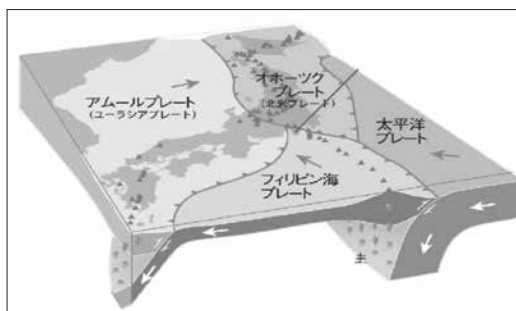 アムールプレート
(ユーラシアプレート)
オホーツク
プレート
(北米プレート)
太平洋
プレート
フィリピン海
プレート